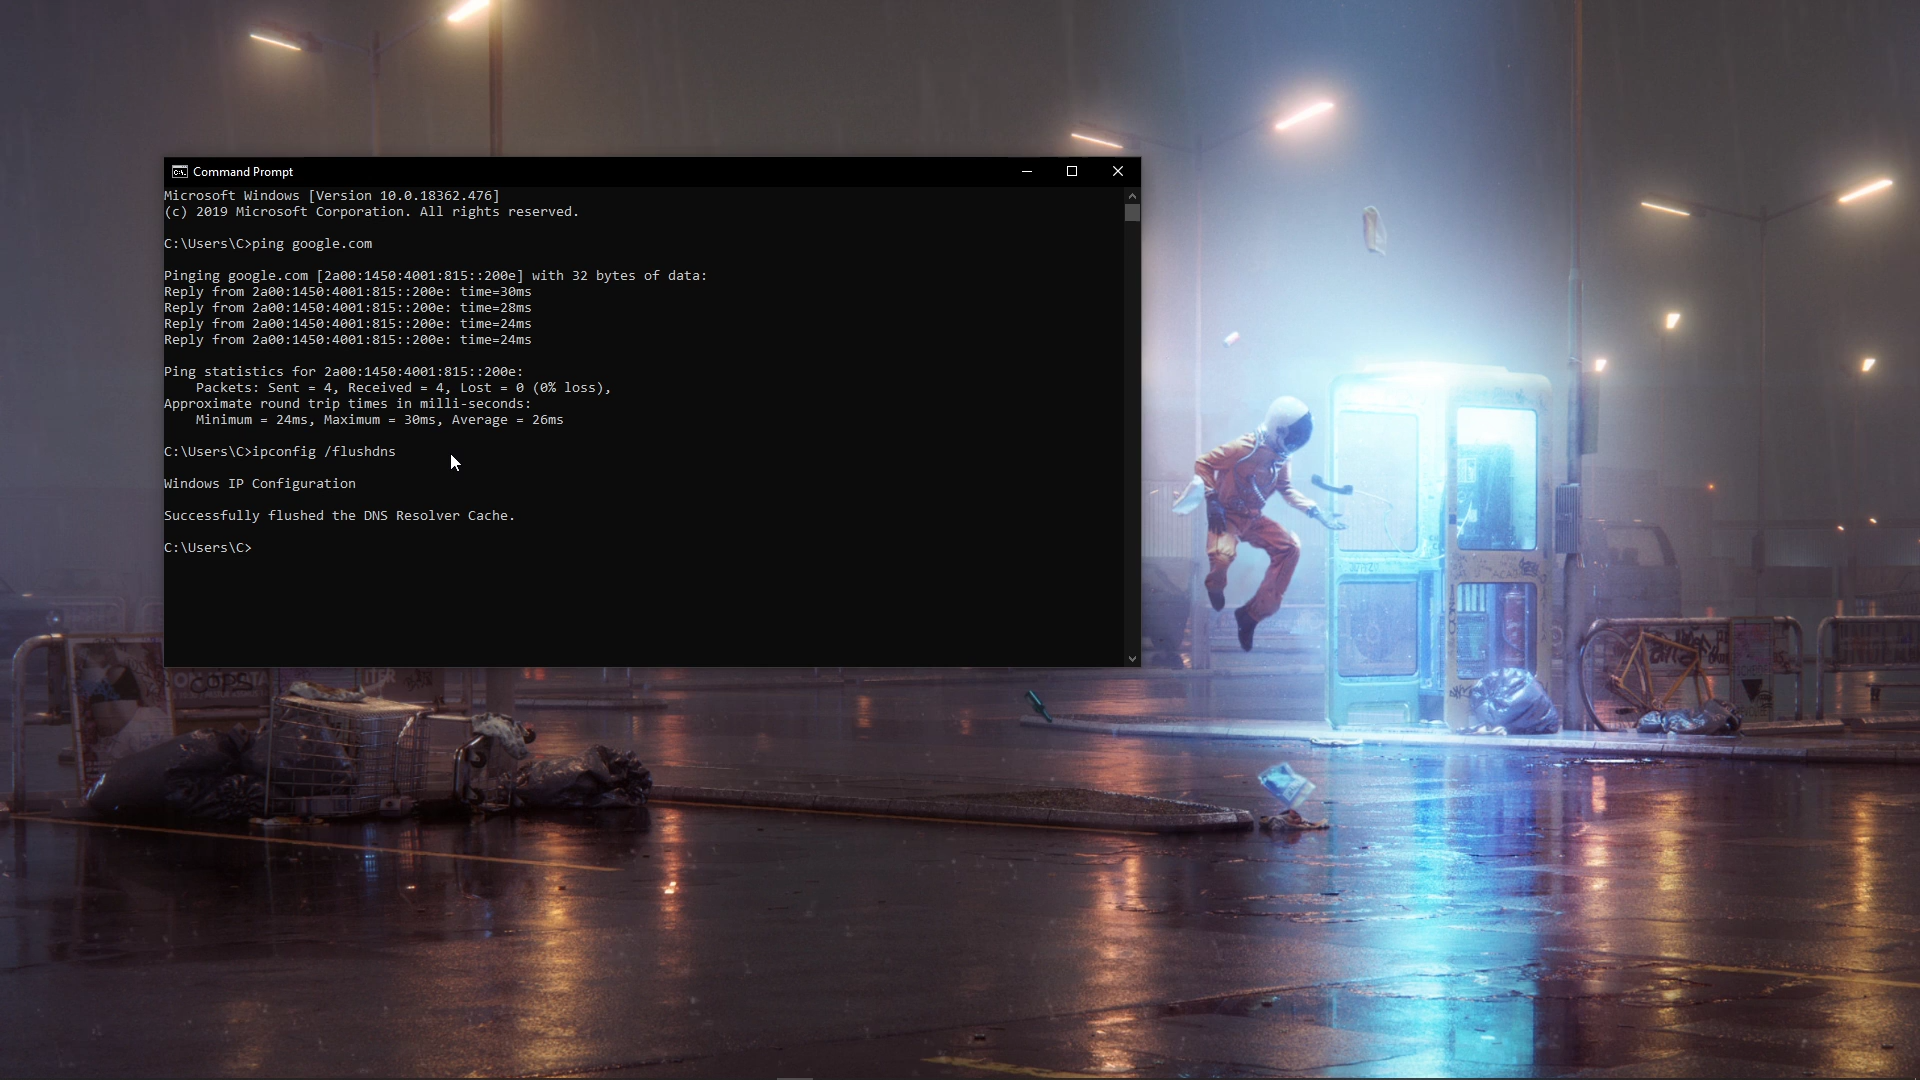 Command Prompt
Microsoft Windows [Version 10.0.18362.476]
(c) 2019 Microsoft Corporation. All rights reserved.
C:\Users\C>ping google.com
Pinging google.com [2a00:1450:4001:815::200e] with 32 bytes of data:
Reply from 2a00:1450:4001:815::200e: time=30ms
Reply from 2a00:1450:4001:815::200e: time=28ms
Reply from 2a00:1450:4001:815::200e: time=24ms
Reply from 2a00:1450:4001:815::200e: time=24ms
Ping statistics for 2a00:1450:4001:815::200e:
    Packets: Sent = 4, Received = 4, Lost = 0 (0% loss),
Approximate round trip times in milli-seconds:
    Minimum = 24ms, Maximum = 30ms, Average = 26ms
C:\Users\C>ipconfig /flushdns
Windows IP Configuration
Successfully flushed the DNS Resolver Cache.
C:\Users\C>